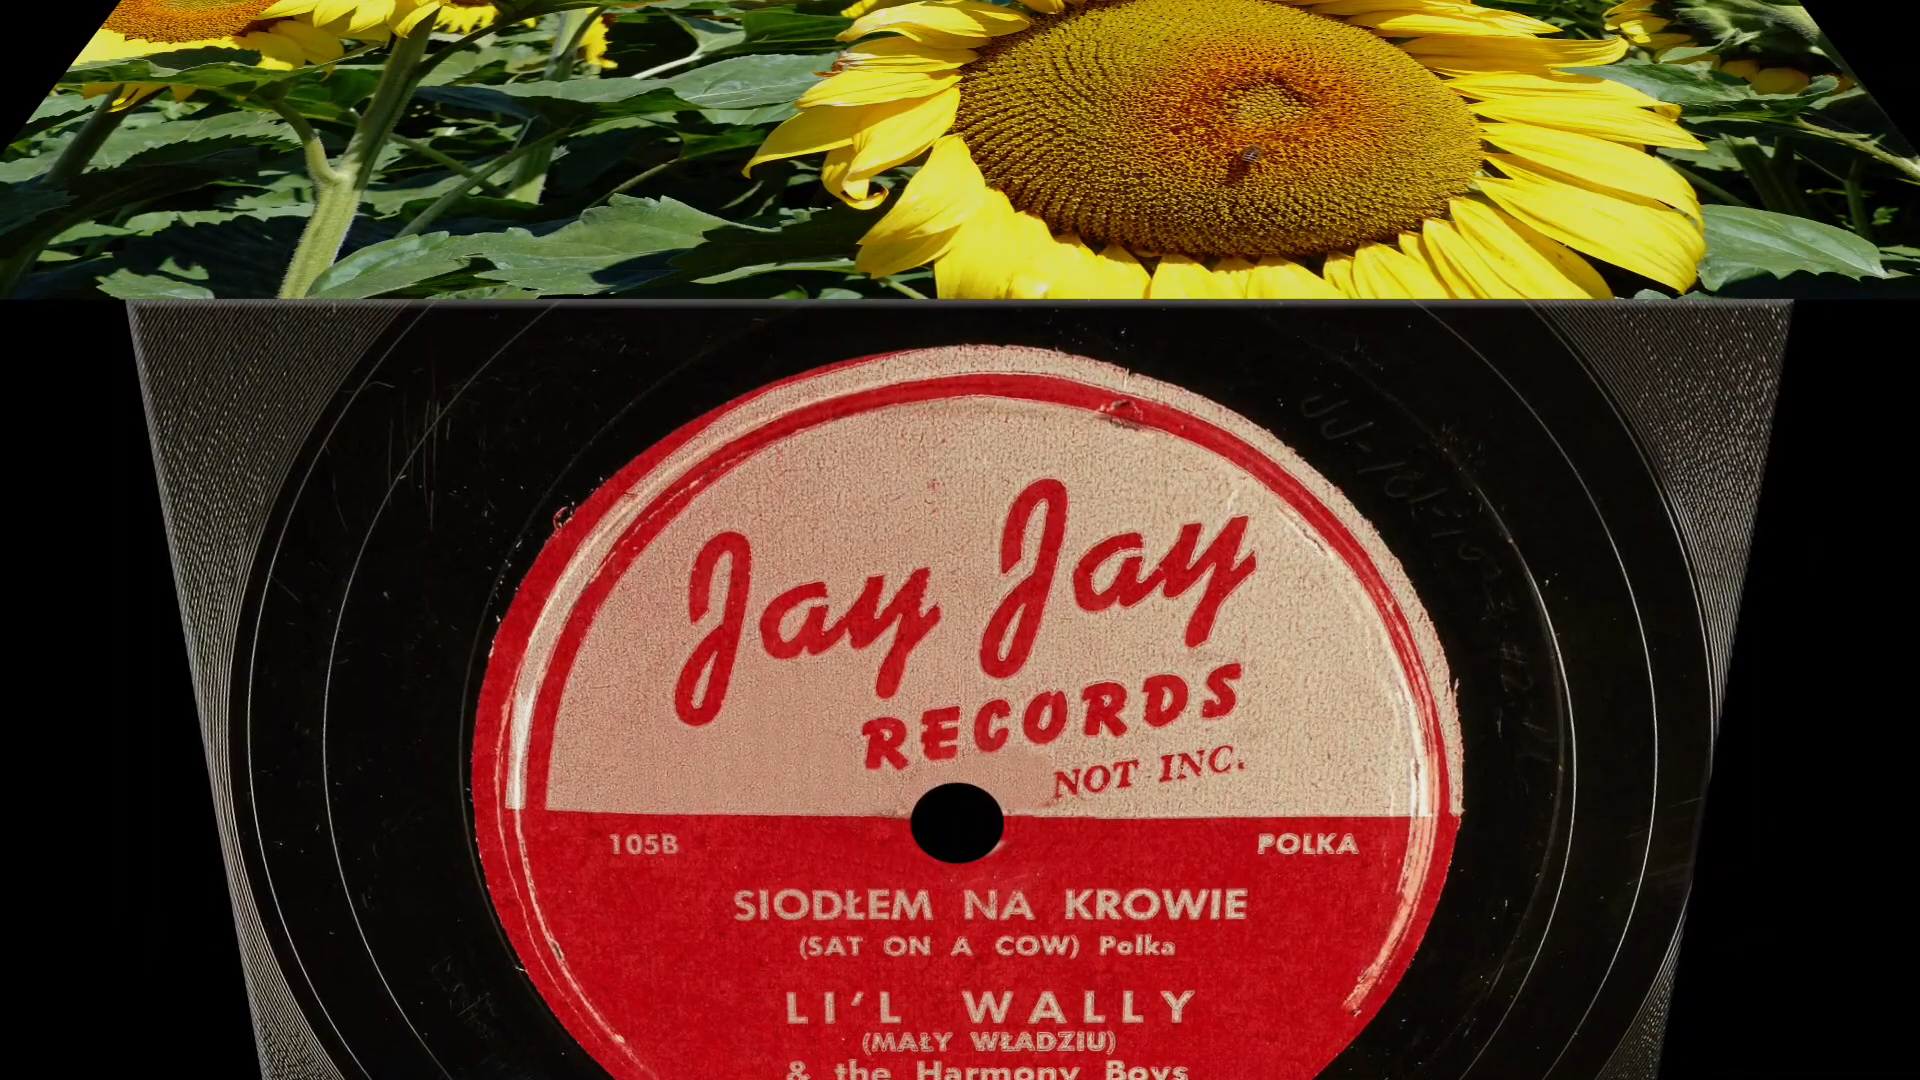 Jay Jay
RECORDS
NOT INC.
105B
POLKA
SIODŁEM NA KROWIE
(SAT ON A COW) Polka
LI'L WALLY
(MAŁY WŁADZIU)
& the Harmony Boys